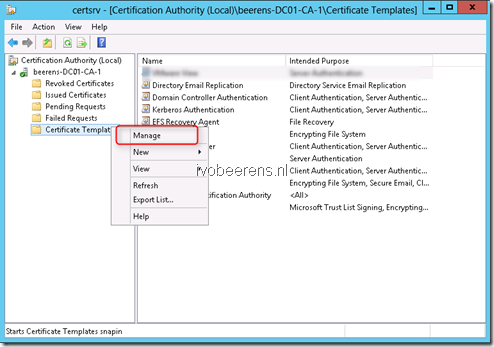 certsrv - [Certification Authority (Local)\beerens-DC01-CA-1\Certificate Templates]
File Action View Help
Certification Authority (Local)
beerens-DC01-CA-1
Revoked Certificates
Issued Certificates
Pending Requests
Failed Requests
Certificate Templat
Manage
New
View
Refresh
Export List...
Help
Name Intended Purpose
Directory Email Replication Directory Service Email Replication
Domain Controller Authentication Client Authentication, Server Authentic...
Kerberos Authentication Client Authentication, Server Authentic...
EFS Recovery Agent File Recovery
Encrypting File System
Client Authentication, Server Authentic...
Server Authentication
Client Authentication, Server Authentic...
Encrypting File System, Secure Email, Cl...
rtification Authority <All>
Microsoft Trust List Signing, Encrypting...
ivobeerens.nl
Starts Certificate Templates snapin